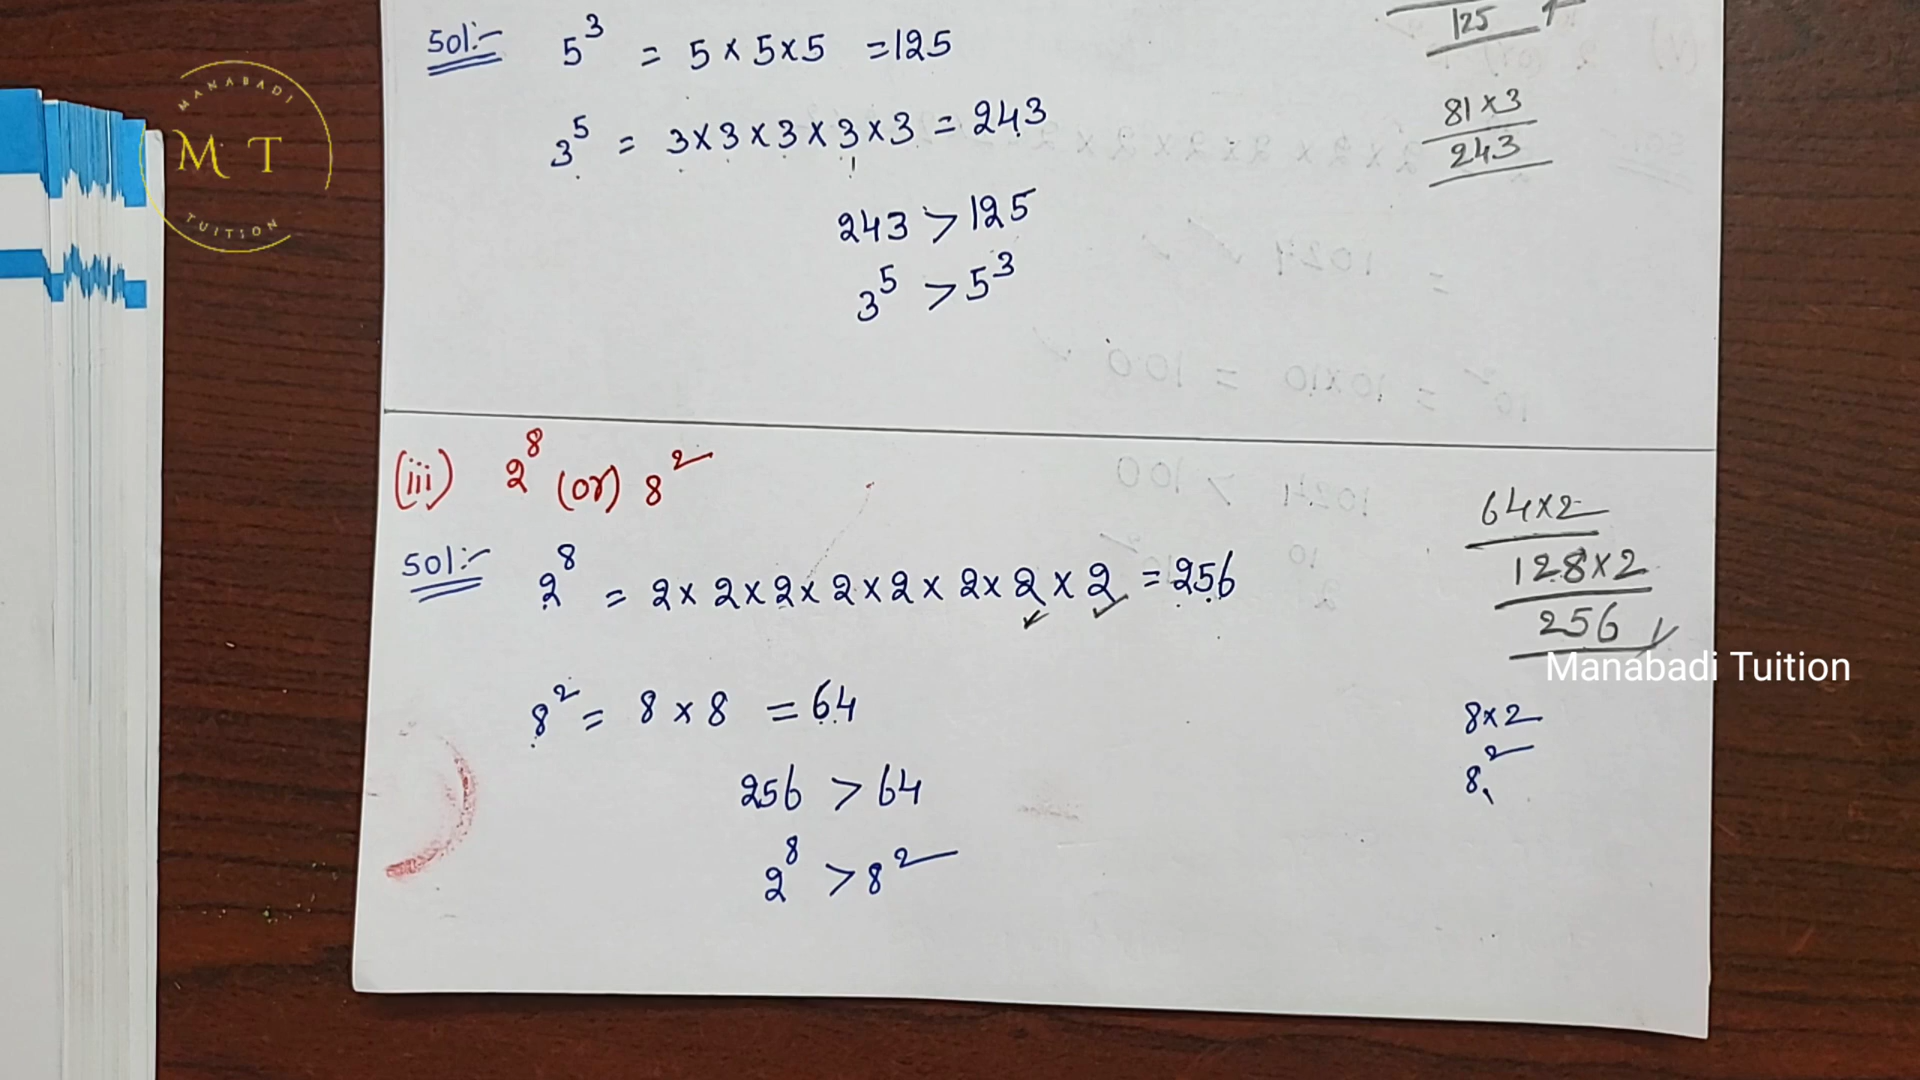 MANABADI
M T
TUITION
Sol:- 5³ = 5 × 5 × 5 = 125
3⁵ = 3 × 3 × 3 × 3 × 3 = 243
243 > 125
3⁵ > 5³
125
81 × 3
243
(iii) 2⁸ (or) 8²
Sol:- 2⁸ = 2 × 2 × 2 × 2 × 2 × 2 × 2 × 2 = 256
8² = 8 × 8 = 64
256 > 64
2⁸ > 8²
64 × 2
128 × 2
256
Manabadi Tuition
8 × 2
8²